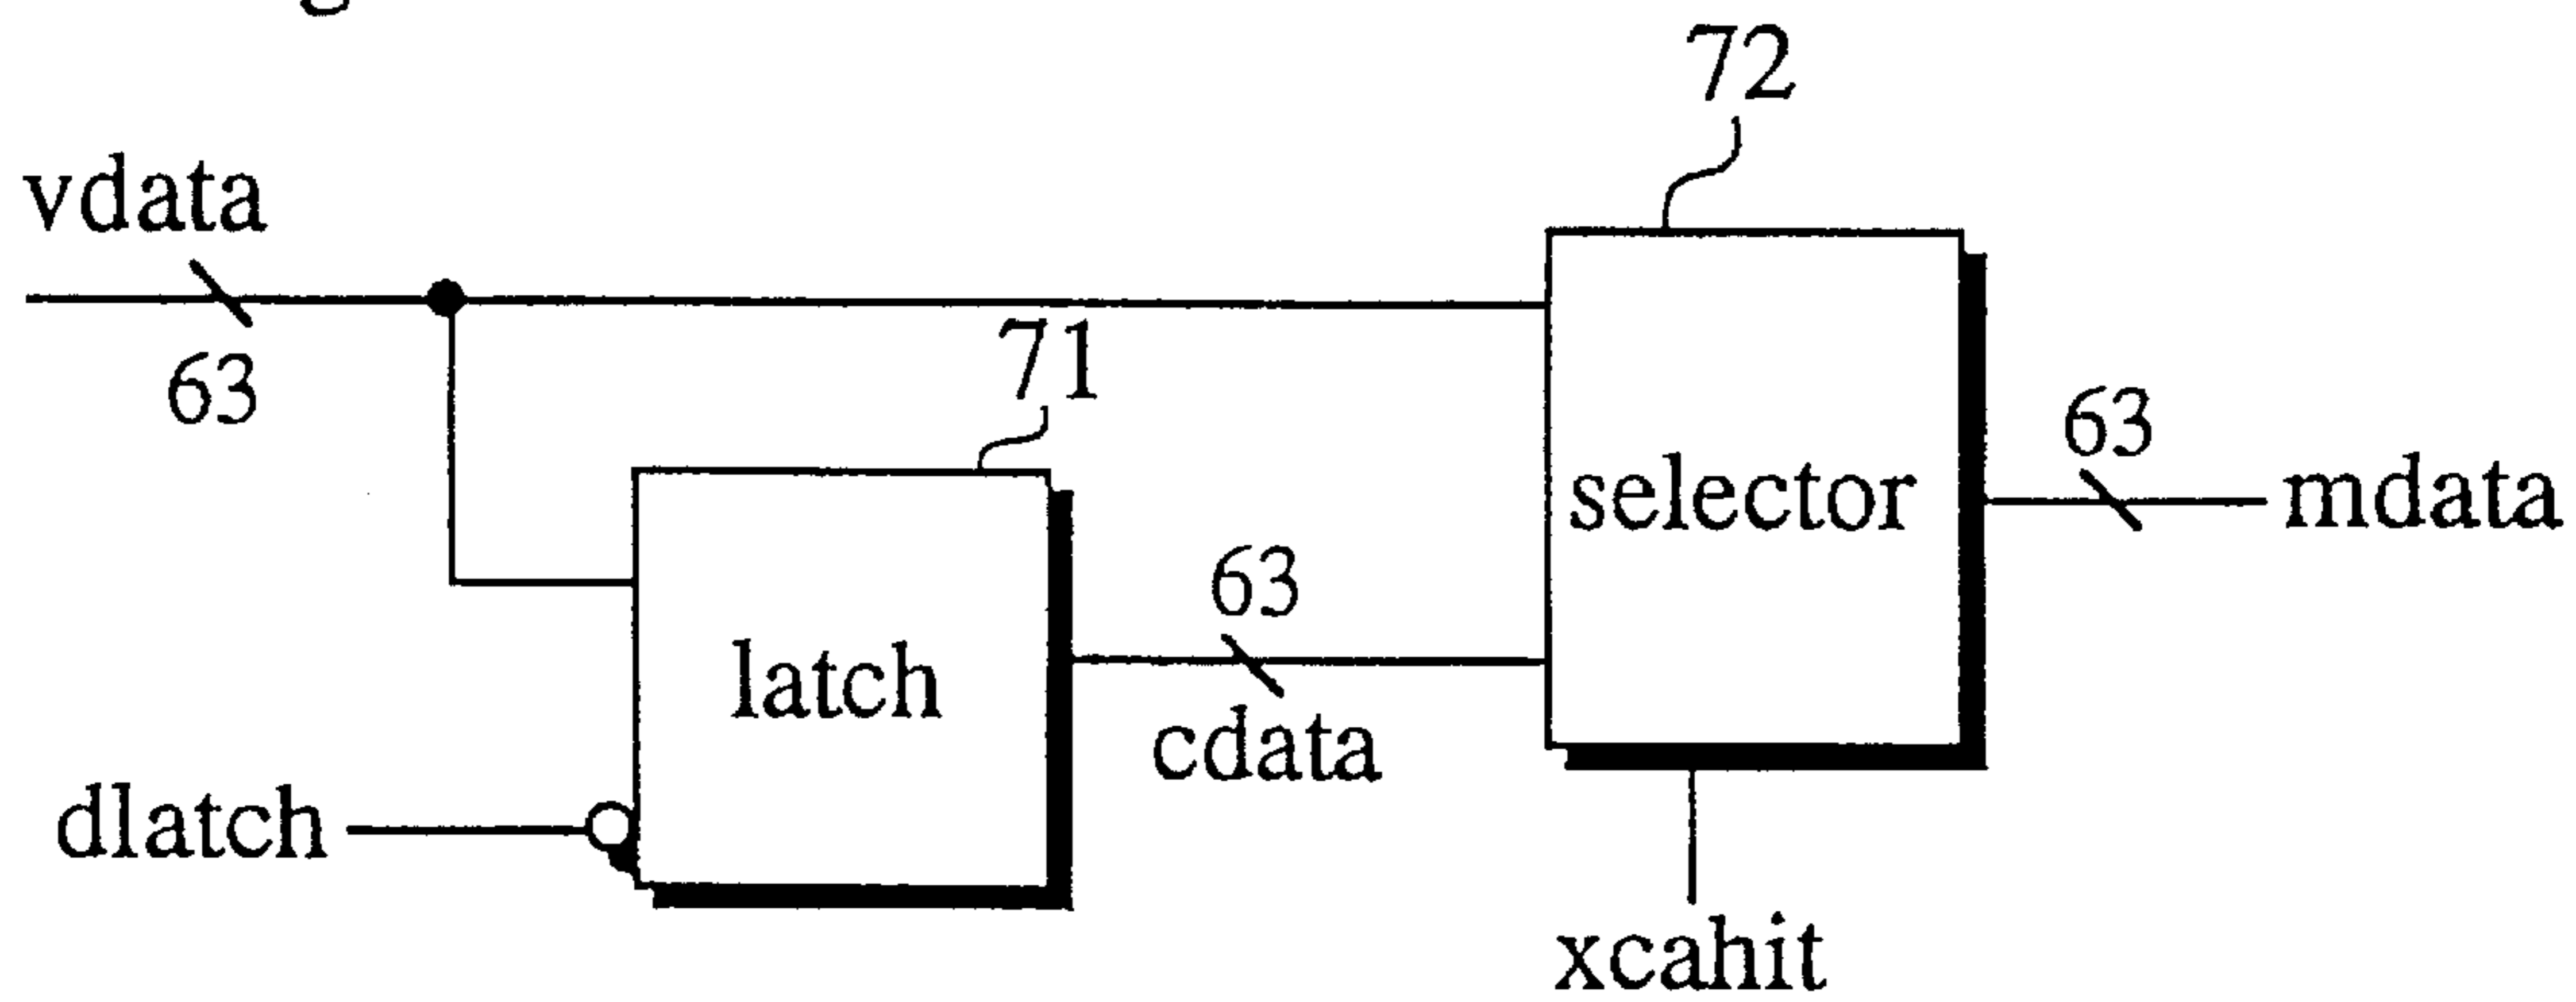 72
vdata
63
71
63
selector
mdata
latch
63
cdata
dlatch
xcahit